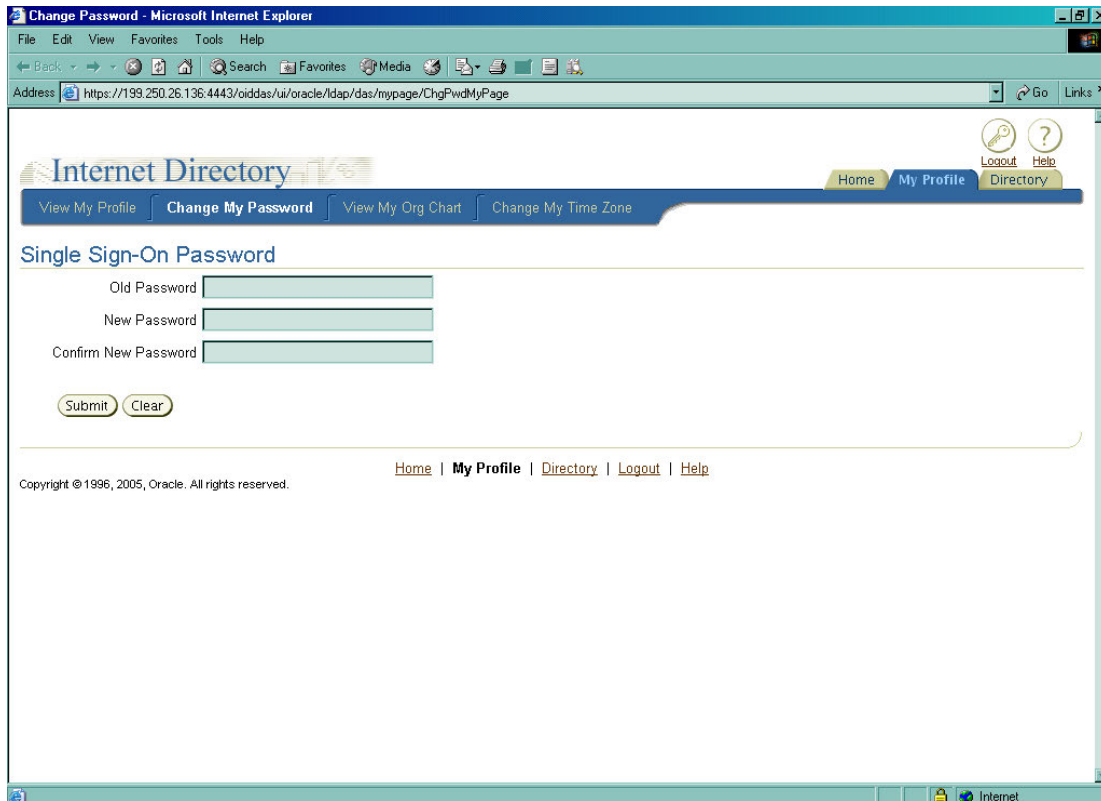 Change Password - Microsoft Internet Explorer
File Edit View Favorites Tools Help
Back Search Favorites Media
Address https://199.250.26.136:4443/oiddas/ui/oracle/ldap/das/mypage/ChgPwdMyPage Go Links
Logout Help
Internet Directory
Home My Profile Directory
View My Profile Change My Password View My Org Chart Change My Time Zone
Single Sign-On Password
Old Password
New Password
Confirm New Password
Submit Clear
Home | My Profile | Directory | Logout | Help
Copyright © 1996, 2005, Oracle. All rights reserved.
Internet